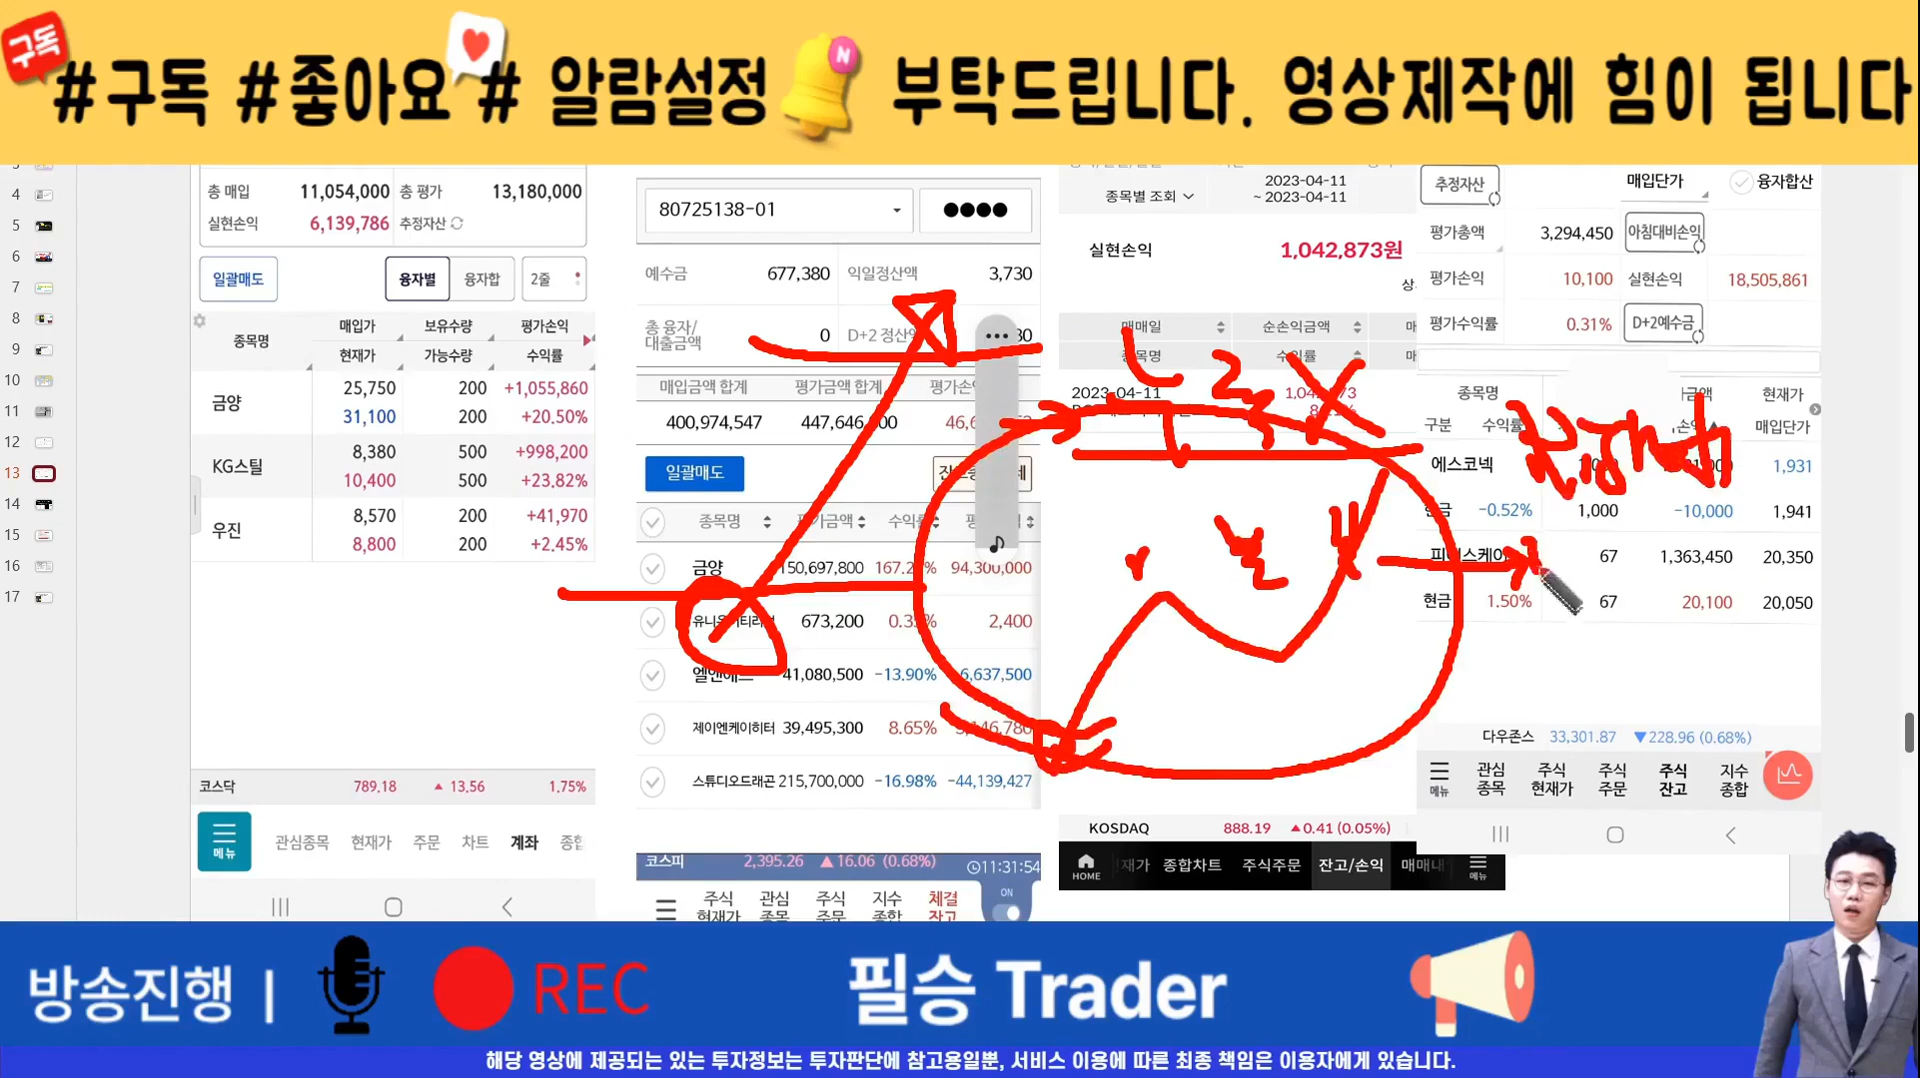 구독
#구독 #좋아요 # 알람설정 N 부탁드립니다. 영상제작에 힘이 됩니다
4
5
6
7
8
9
10
11
12
13
14
15
16
17
총 매입 11,054,000 총 평가 13,180,000
실현손익 6,139,786 추정자산
일괄매도 융자별 융자합 2줄
종목명 매입가 보유수량 평가손익
현재가 가능수량 수익률
금양 25,750 200 +1,055,860
31,100 200 +20.50%
KG스틸 8,380 500 +998,200
10,400 500 +23.82%
우진 8,570 200 +41,970
8,800 200 +2.45%
코스닥 789.18 ▲ 13.56 1.75%
메뉴 관심종목 현재가 주문 차트 계좌
80725138-01 ●●●●
예수금 677,380 익일정산액 3,730
총 융자/
대출금액 0 D+2
매입금액 합계 평가금액 합계
400,974,547
일괄매도
종목명
금양 150,697,800 94,300,000
673,200 2,400
41,080,500 -13.90%
제이엔케이히터 39,495,300 8.65%
스튜디오드래곤 215,700,000 -16.98% -44,139,427
코스피 2,395.26 ▲ 16.06 (0.68%) 11:31:54
주식 관심 주식 지수 체결 ON
현재가 종목 주문 종합 잔고
종목별 조회 2023-04-11
~ 2023-04-11
실현손익 1,042,873원
매매일 순손익금액
2023-04-11
KOSDAQ 888.19 ▲0.41 (0.05%)
HOME 종합차트 주식주문 잔고/손익 메뉴
추정자산 매입단가 융자합산
평가총액 3,294,450 아침대비손익
평가손익 10,100 실현손익 18,505,861
평가수익률 0.31% D+2예수금
종목명 현재가
구분 매입단가
에스코넥 1,931
현금 -0.52% 1,000 -10,000 1,941
67 1,363,450 20,350
현금 1.50% 67 20,100 20,050
다우존스 33,301.87 ▼228.96 (0.68%)
메뉴 관심 주식 주식 주식 지수
종목 현재가 주문 잔고 종합
방송진행 | REC 필승 Trader
해당 영상에 제공되는 있는 투자정보는 투자판단에 참고용일뿐, 서비스 이용에 따른 최종 책임은 이용자에게 있습니다.